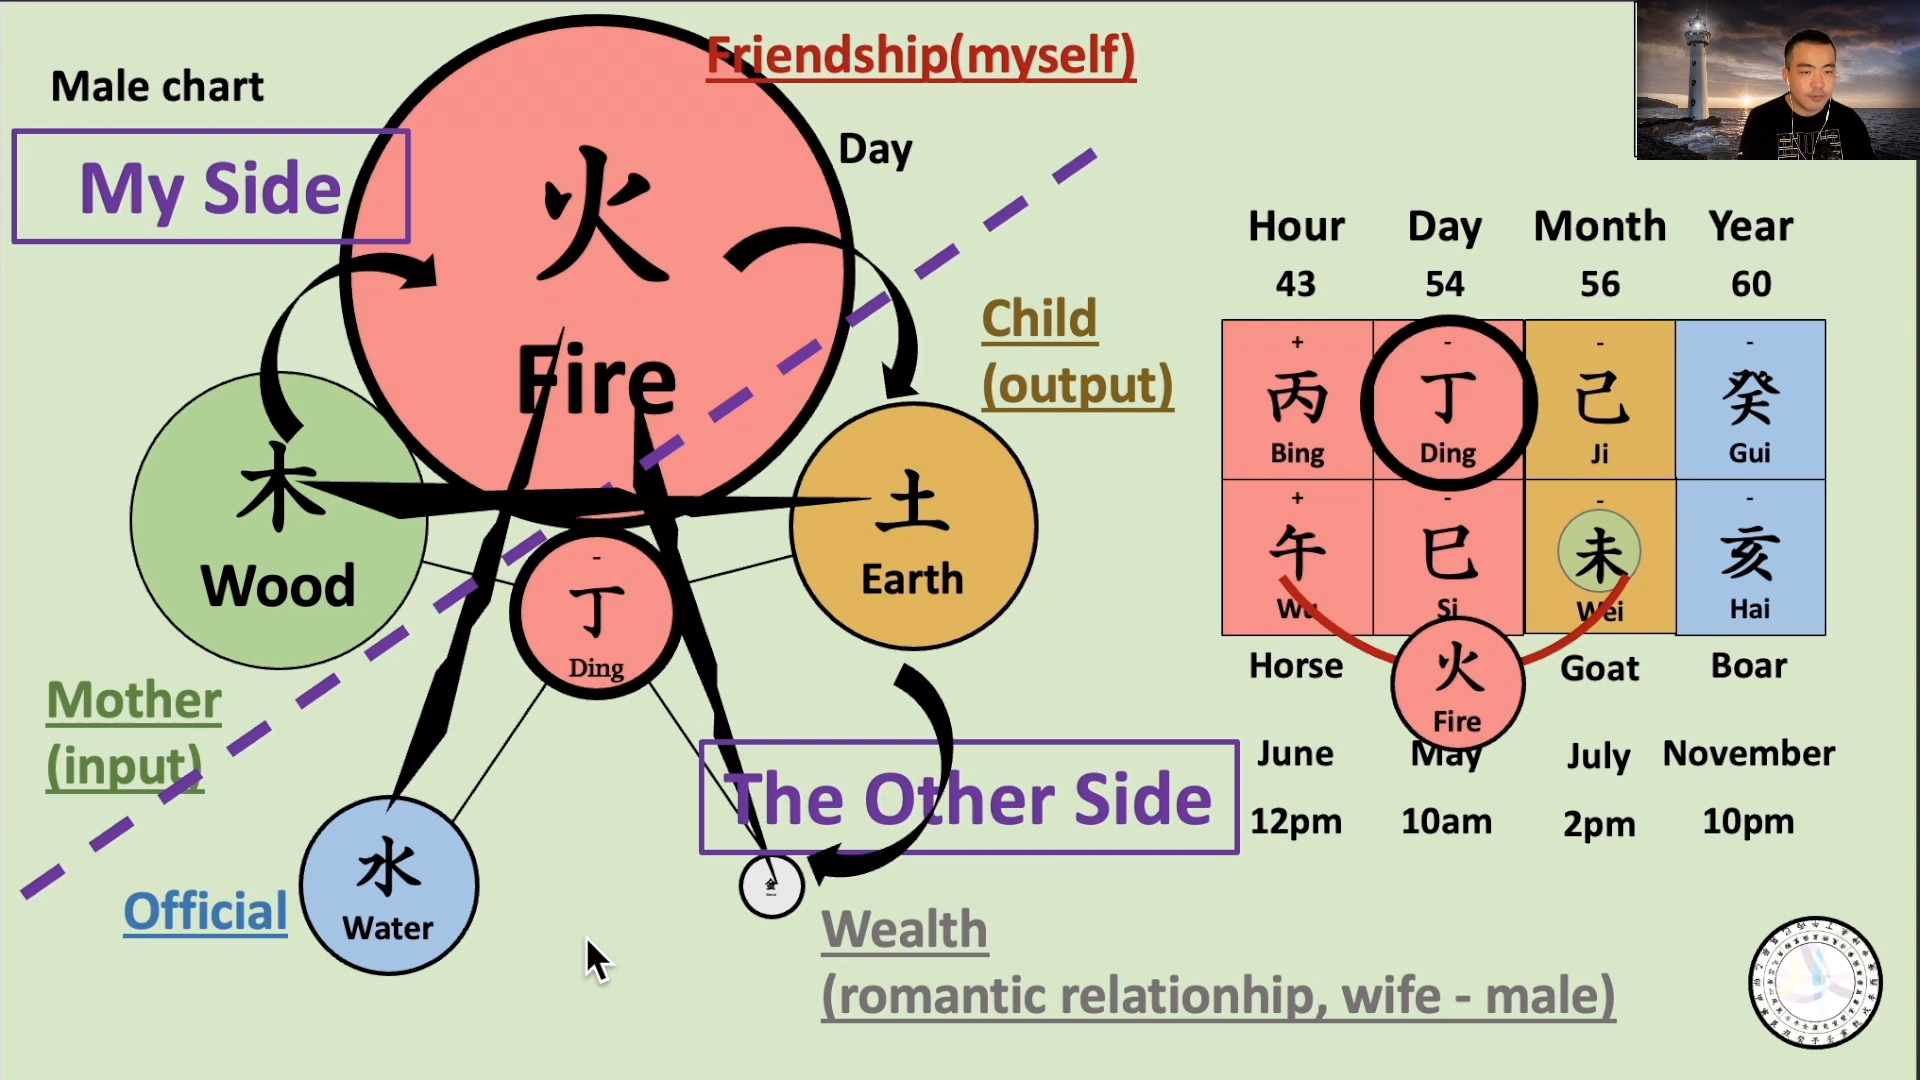 Friendship(myself)
Male chart
My Side
Day
火
Fire
Child
(output)
木
Wood
土
Earth
-
丁
Ding
Mother
(input)
The Other Side
Official
水
Water
金
Wealth
(romantic relationhip, wife - male)
Hour Day Month Year
43 54 56 60
+ - - -
丙 丁 己 癸
Bing Ding Ji Gui
+ - - -
午 巳 未 亥
Wu Si Wei Hai
Horse Goat Boar
火
Fire
June May July November
12pm 10am 2pm 10pm